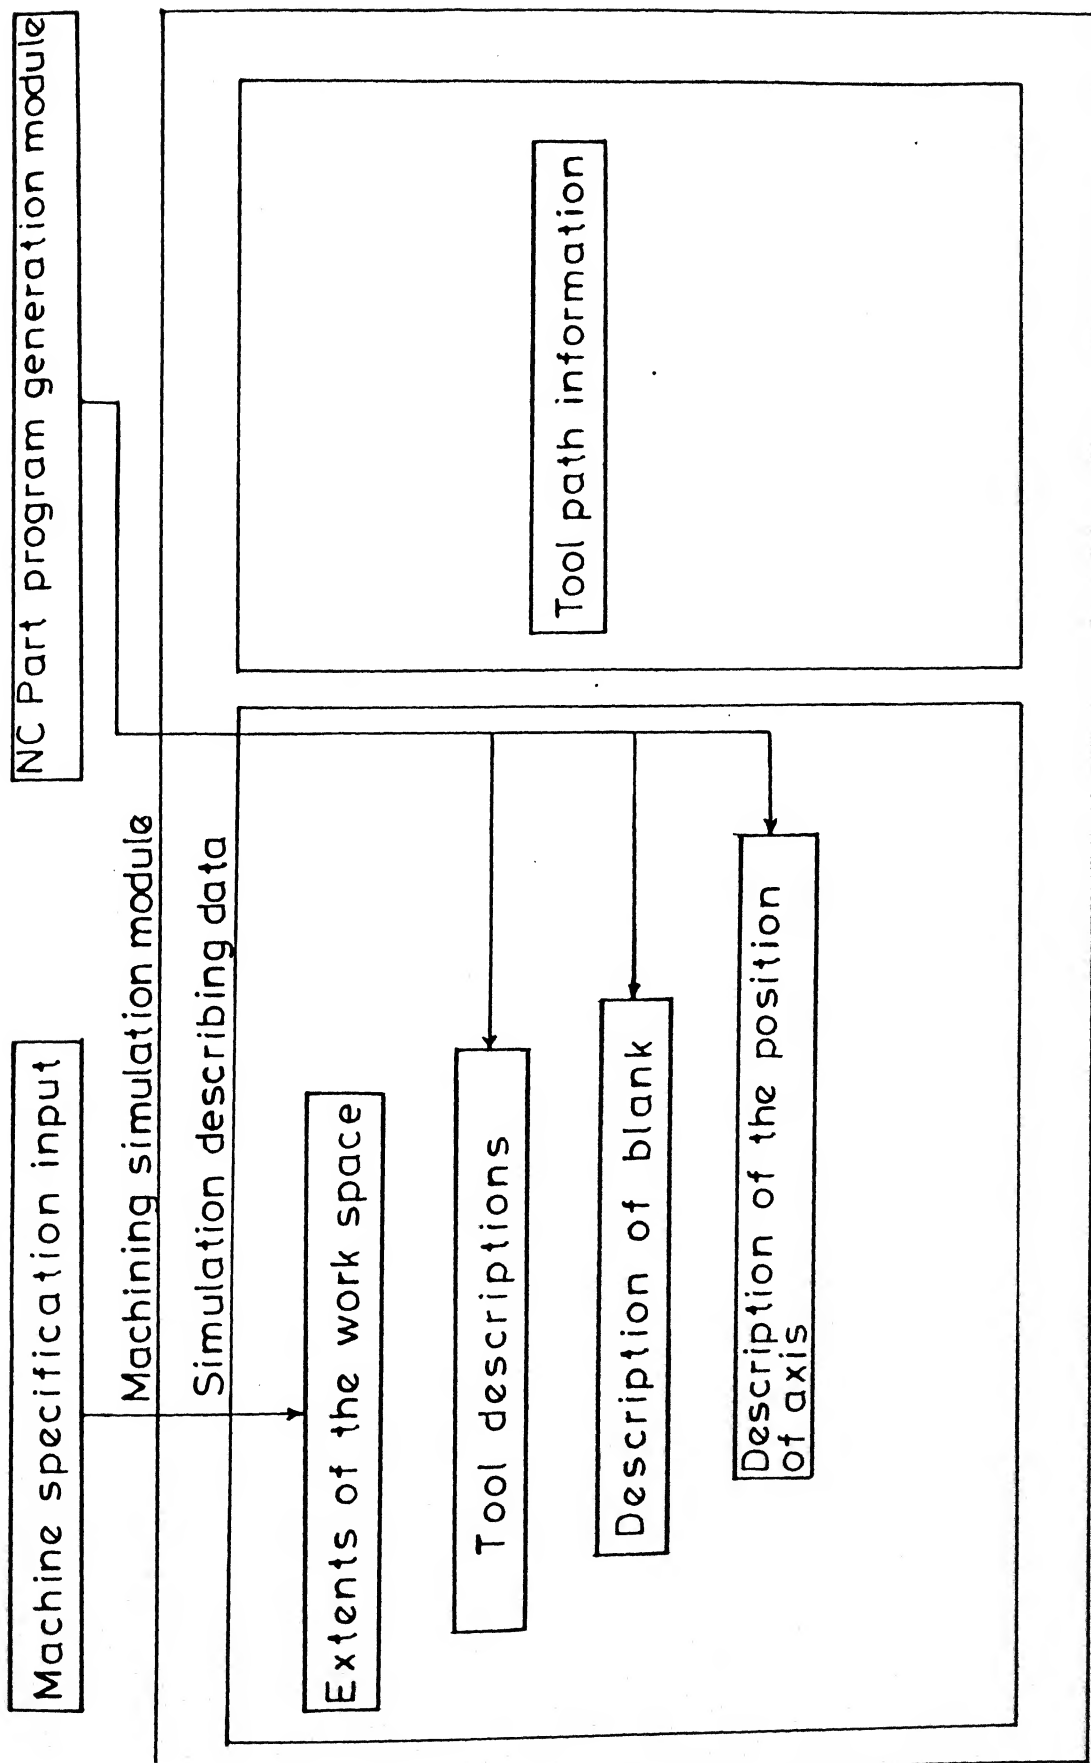 Machine specification input
NC Part program generation module
Machining simulation module
Simulation describing data
Extents of the work space
Tool descriptions
Description of blank
Description of the position
of axis
Tool path information